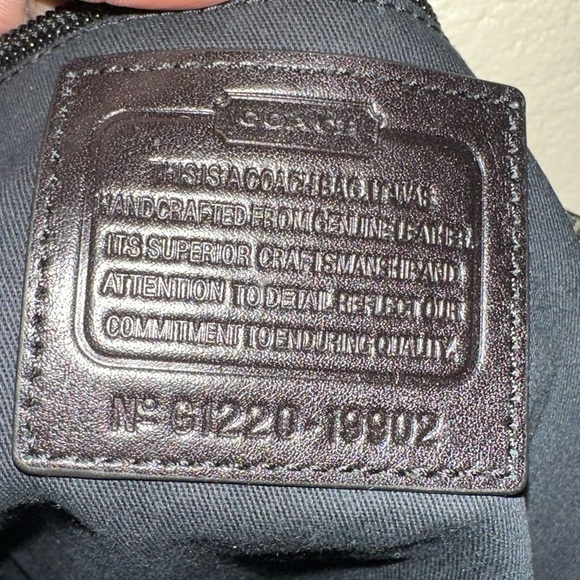 COACH
THIS IS A COACH BAG. IT WAS
HANDCRAFTED FROM GENUINE LEATHER.
ITS SUPERIOR CRAFTSMANSHIP AND
ATTENTION TO DETAIL REFLECT OUR
COMMITMENT TO ENDURING QUALITY.
Nº G1220-19902